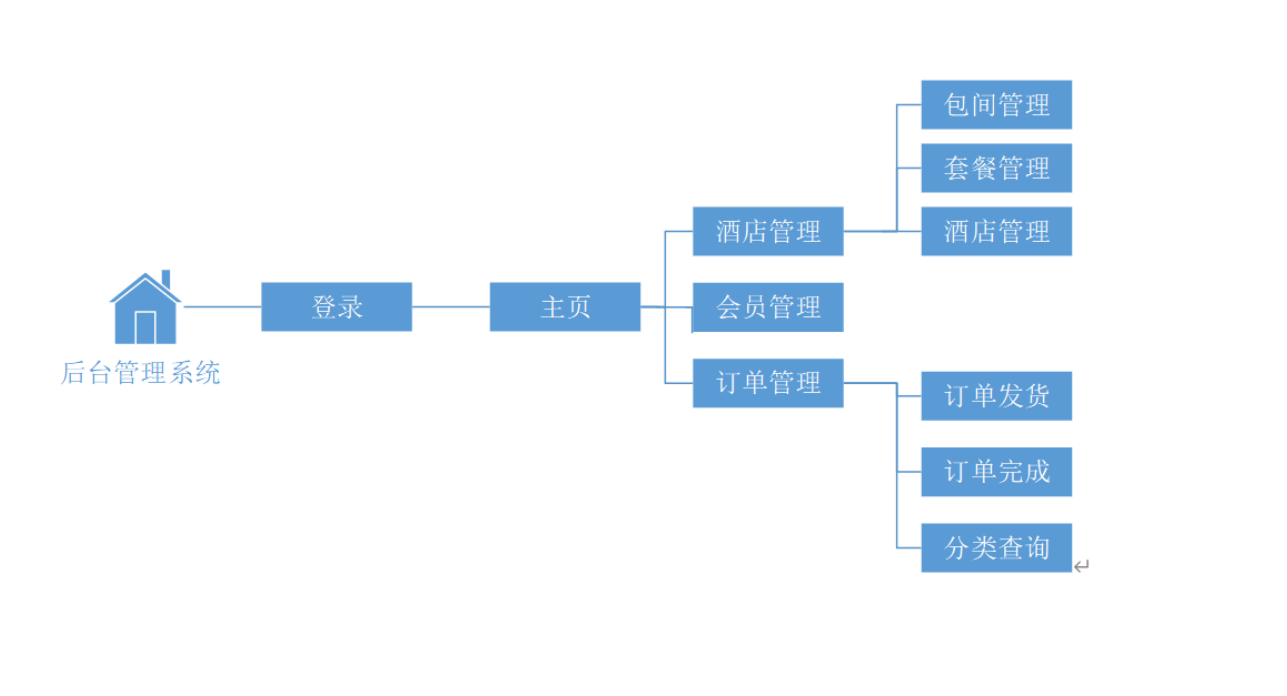 后台管理系统
登录
主页
酒店管理
包间管理
套餐管理
酒店管理
会员管理
订单管理
订单发货
订单完成
分类查询